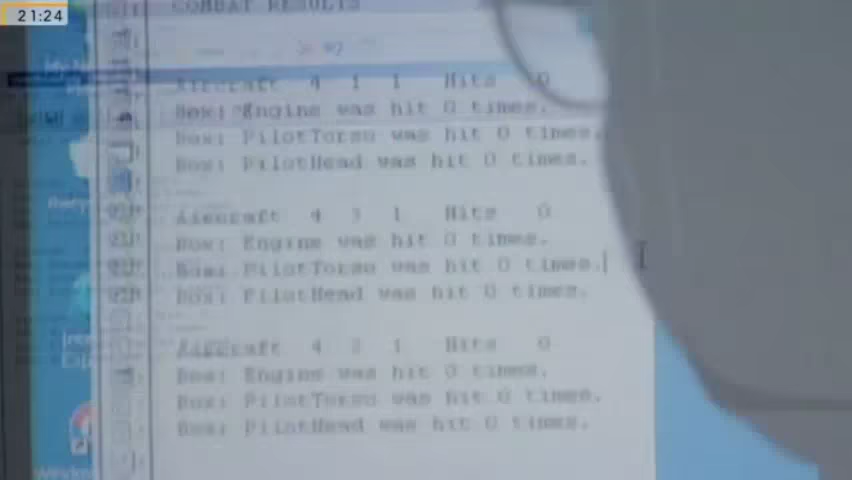 21:24
COMBAT RESULTS
Aircraft 4 1 1 Hits 0
Box: Engine was hit 0 times.
Box: PilotTorso was hit 0 times.
Box: PilotHead was hit 0 times.
Aircraft 4 3 1 Hits 0
Box: Engine was hit 0 times.
Box: PilotTorso was hit 0 times.
Box: PilotHead was hit 0 times.
Aircraft 4 2 1 Hits 0
Box: Engine was hit 0 times.
Box: PilotTorso was hit 0 times.
Box: PilotHead was hit 0 times.